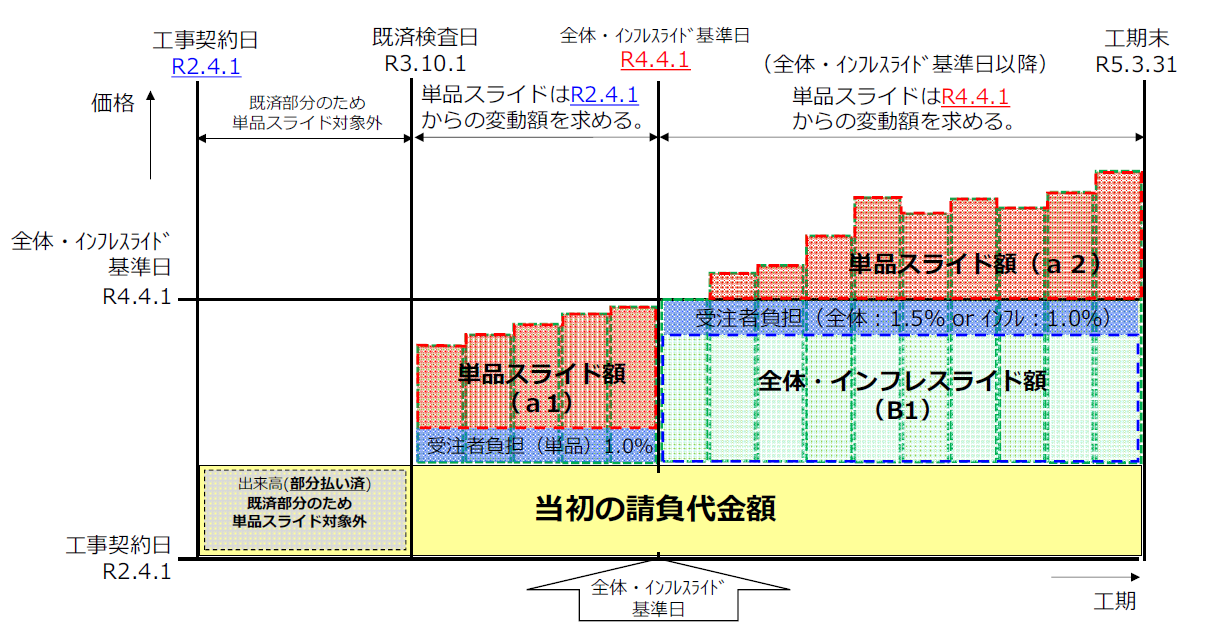 工事契約日
R2.4.1
既済検査日
R3.10.1
全体・ｲﾝﾌﾚｽﾗｲﾄﾞ基準日
R4.4.1
（全体・ｲﾝﾌﾚｽﾗｲﾄﾞ基準日以降）
工期末
R5.3.31
価格
既済部分のため
単品スライド対象外
単品スライドはR2.4.1
からの変動額を求める。
単品スライドはR4.4.1
からの変動額を求める。
全体・ｲﾝﾌﾚｽﾗｲﾄﾞ
基準日
R4.4.1
単品スライド額（ａ２）
受注者負担（全体：1.5% or ｲﾝﾌﾚ：1.0%）
単品スライド額
（ａ1）
全体・インフレスライド額
（B1）
受注者負担（単品）1.0%
出来高(部分払い済)
既済部分のため
単品スライド対象外
当初の請負代金額
工事契約日
R2.4.1
全体・ｲﾝﾌﾚｽﾗｲﾄﾞ
基準日
工期